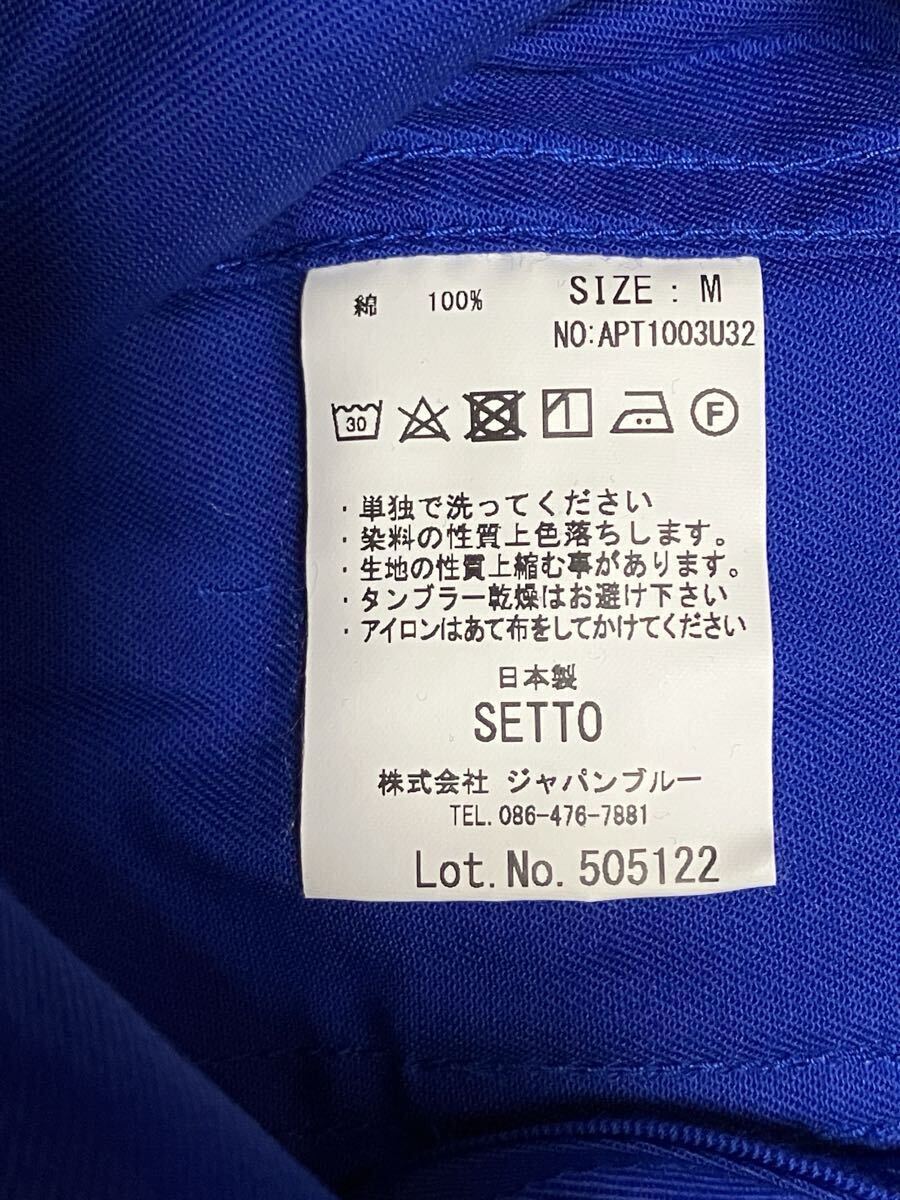 綿 100% SIZE : M
NO:APT1003U32
30 1 F
・単独で洗ってください
・染料の性質上色落ちします。
・生地の性質上縮む事があります。
・タンブラー乾燥はお避け下さい
・アイロンはあて布をしてかけてください
日本製
SETTO
株式会社 ジャパンブルー
TEL. 086-476-7881
Lot. No. 505122